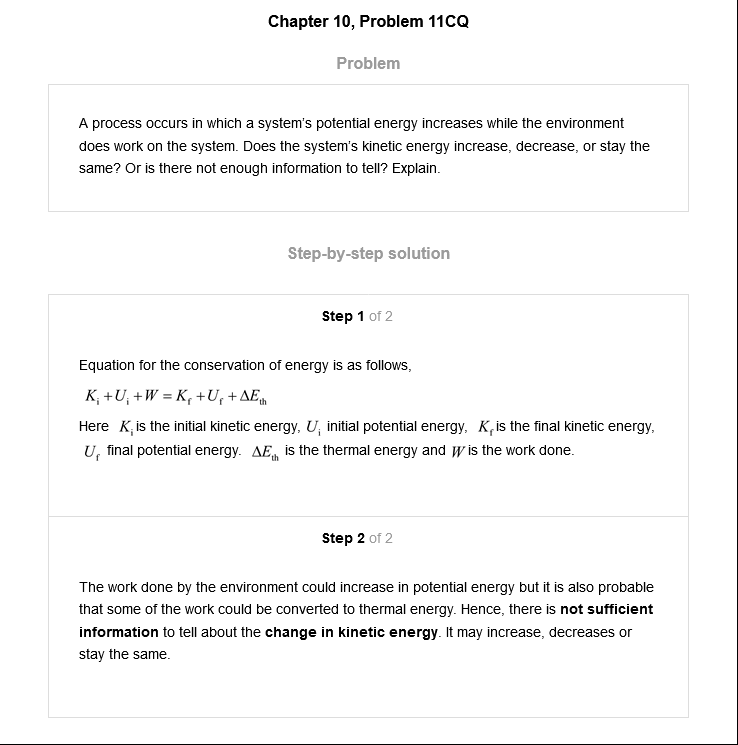 Chapter 10, Problem 11CQ
Problem
A process occurs in which a system's potential energy increases while the environment
does work on the system. Does the system's kinetic energy increase, decrease, or stay the
same? Or is there not enough information to tell? Explain.
Step-by-step solution
Step 1 of 2
Equation for the conservation of energy is as follows,
K_i + U_i + W = K_f + U_f + ΔE_th
Here K_i is the initial kinetic energy, U_i initial potential energy, K_f is the final kinetic energy,
U_f final potential energy. ΔE_th is the thermal energy and W is the work done.
Step 2 of 2
The work done by the environment could increase in potential energy but it is also probable
that some of the work could be converted to thermal energy. Hence, there is not sufficient
information to tell about the change in kinetic energy. It may increase, decreases or
stay the same.